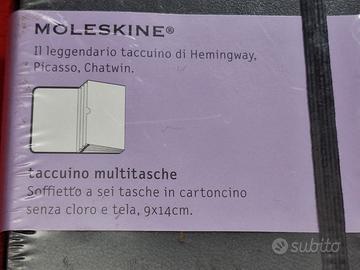 MOLESKINE®
Il leggendario taccuino di Hemingway,
Picasso, Chatwin.
taccuino multitasche
Soffietto a sei tasche in cartoncino
senza cloro e tela, 9x14cm.
subito